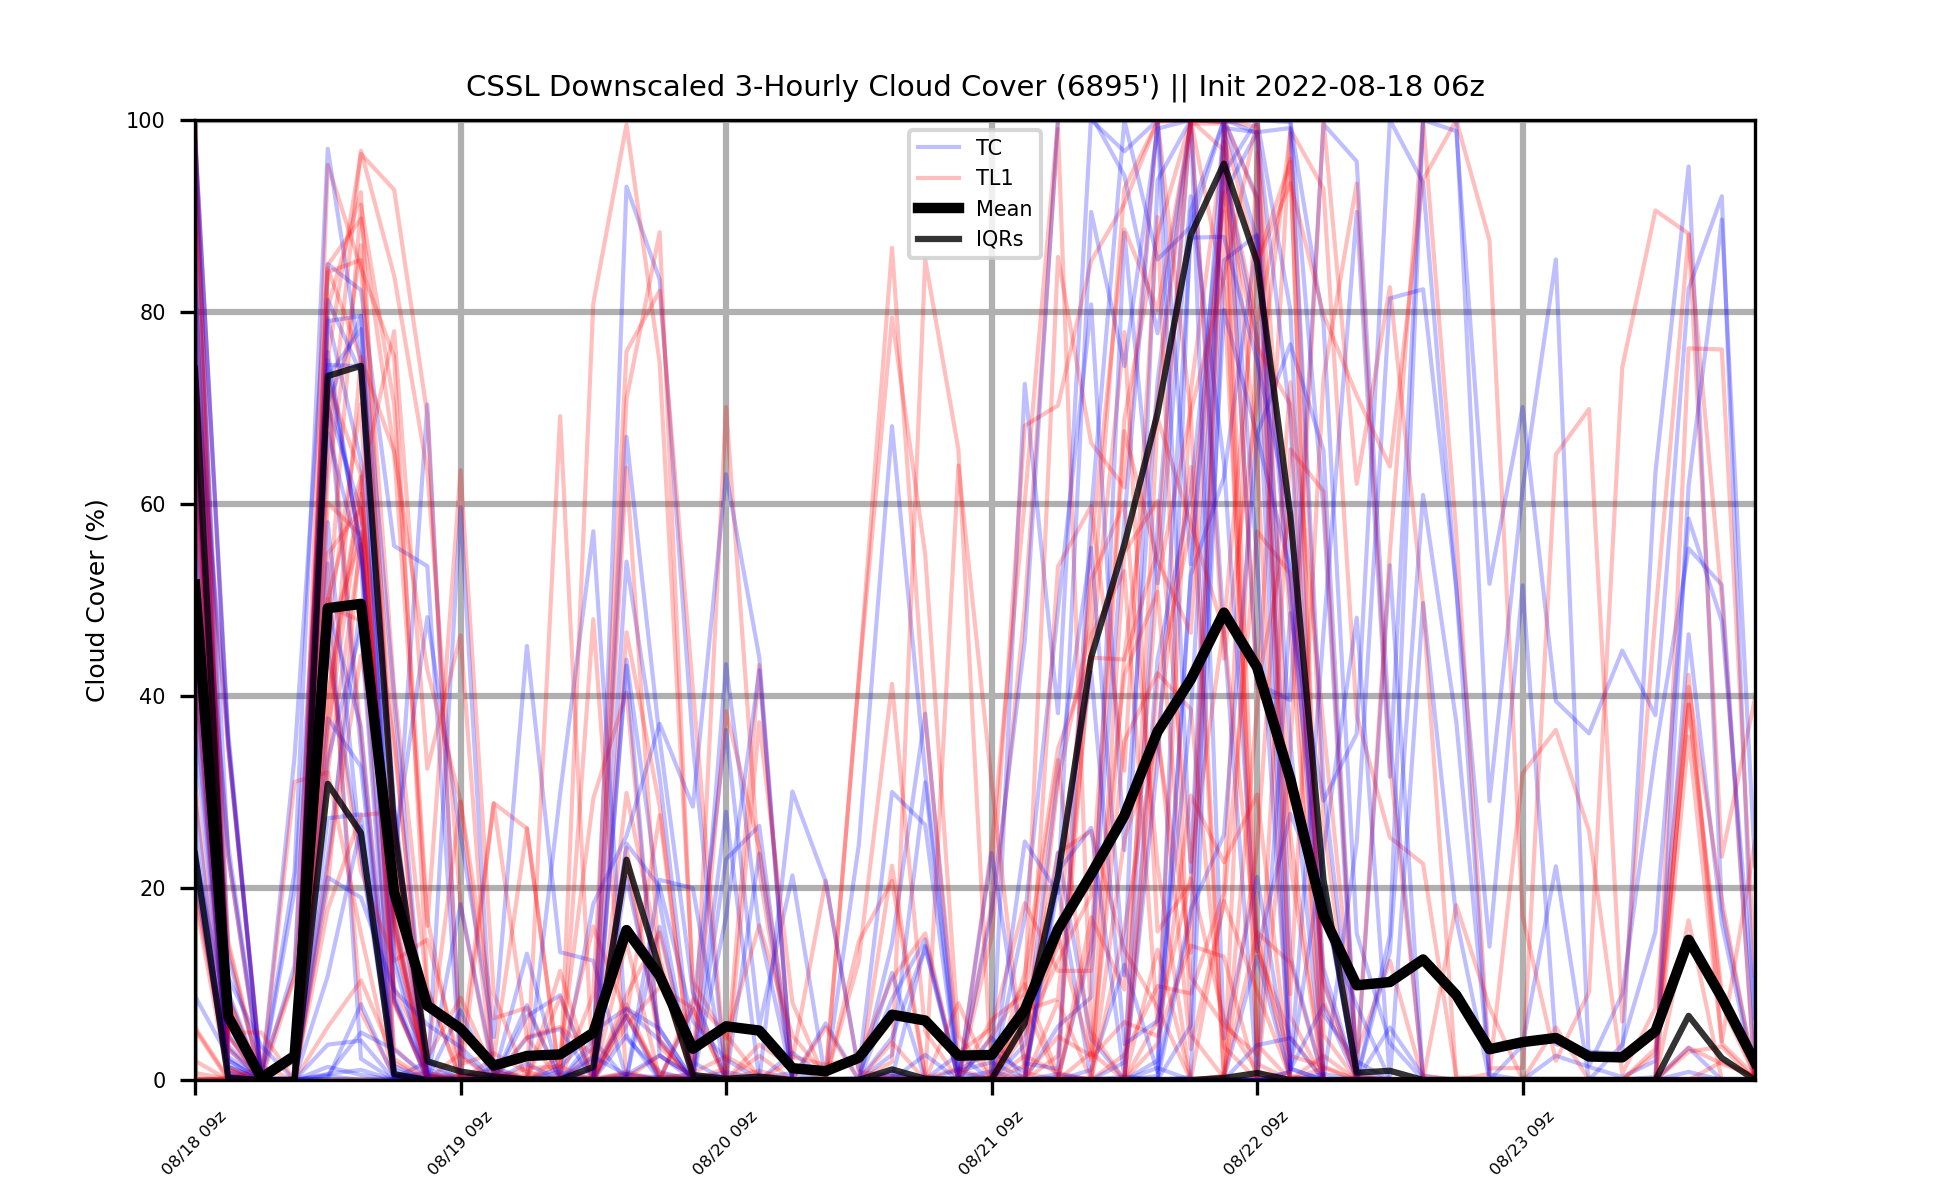 CSSL Downscaled 3-Hourly Cloud Cover (6895') || Init 2022-08-18 06z
100
80
60
40
20
0
Cloud Cover (%)
TC
TL1
Mean
IQRs
08/18 09z
08/19 09z
08/20 09z
08/21 09z
08/22 09z
08/23 09z